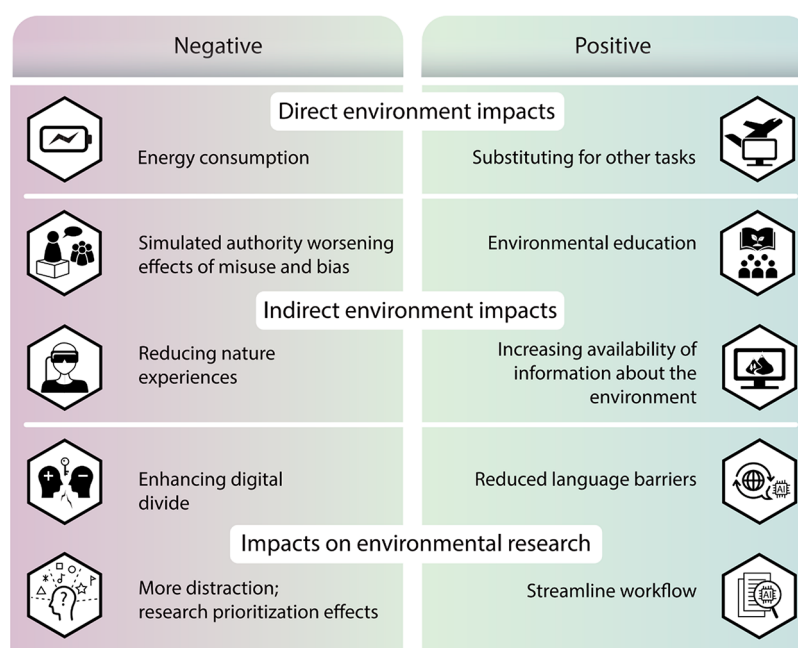 Negative
Positive
Direct environment impacts
Energy consumption
Substituting for other tasks
Simulated authority worsening
effects of misuse and bias
Environmental education
Indirect environment impacts
Reducing nature
experiences
Increasing availability of
information about the
environment
Enhancing digital
divide
Reduced language barriers
AI
Impacts on environmental research
More distraction;
research prioritization effects
Streamline workflow
AI